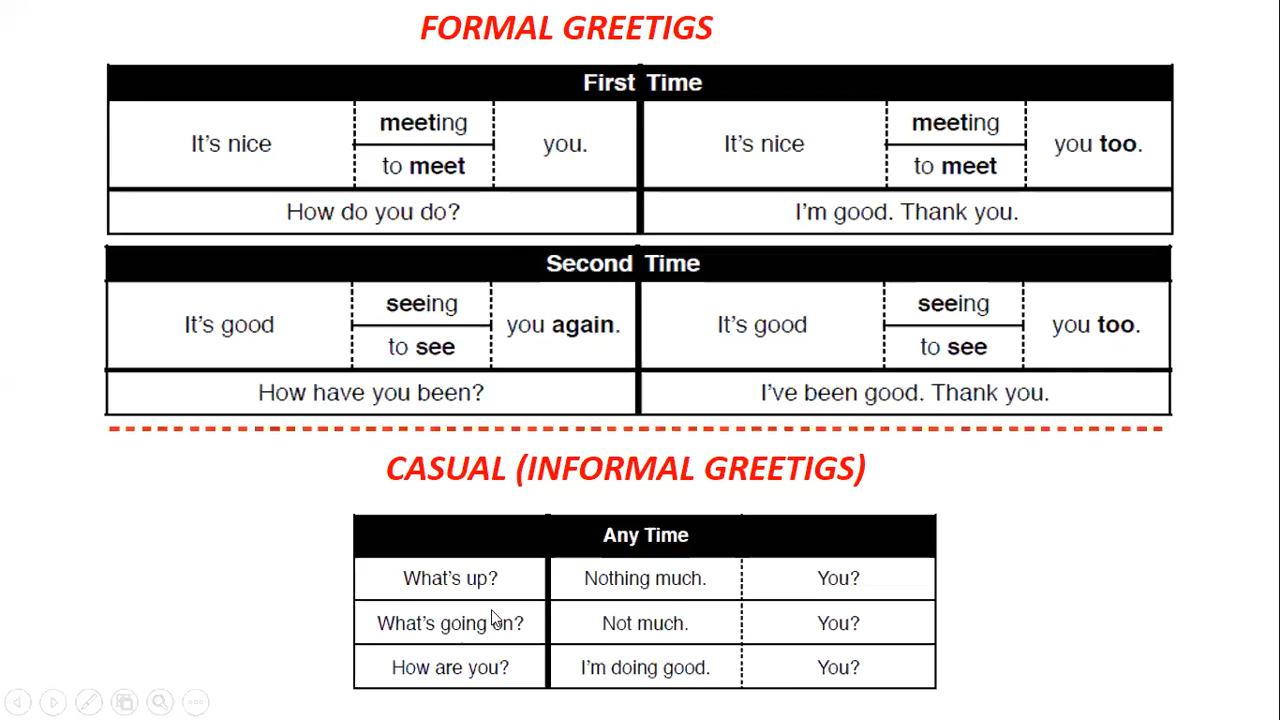 FORMAL GREETIGS
First Time
It's nice meeting you. It's nice meeting you too.
to meet to meet
How do you do? I'm good. Thank you.
Second Time
It's good seeing you again. It's good seeing you too.
to see to see
How have you been? I've been good. Thank you.
CASUAL (INFORMAL GREETIGS)
Any Time
What's up? Nothing much. You?
What's going on? Not much. You?
How are you? I'm doing good. You?